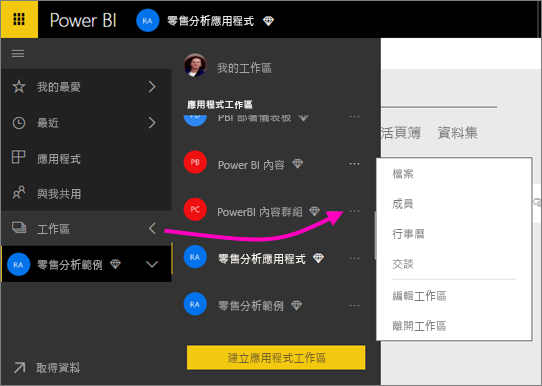 Power BI
RA 零售分析應用程式
我的最愛
最近
應用程式
與我共用
工作區
RA 零售分析範例
取得資料
我的工作區
應用程式工作區
PBI 部署儀表板
PB Power BI 內容
PC PowerBI 內容群組
RA 零售分析應用程式
RA 零售分析範例
建立應用程式工作區
活頁簿 資料集
檔案
成員
行事曆
交談
編輯工作區
離開工作區